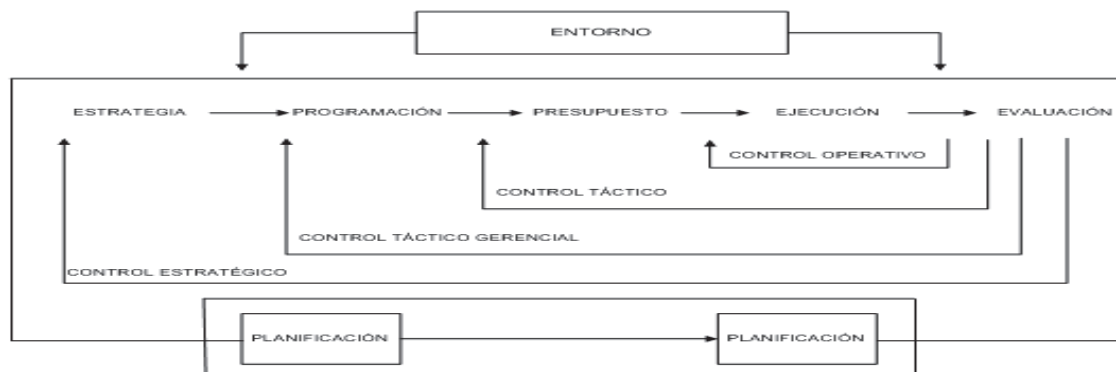 ENTORNO
ESTRATEGIA PROGRAMACIÓN PRESUPUESTO EJECUCIÓN EVALUACIÓN
CONTROL OPERATIVO
CONTROL TÁCTICO
CONTROL TÁCTICO GERENCIAL
CONTROL ESTRATÉGICO
PLANIFICACIÓN PLANIFICACIÓN